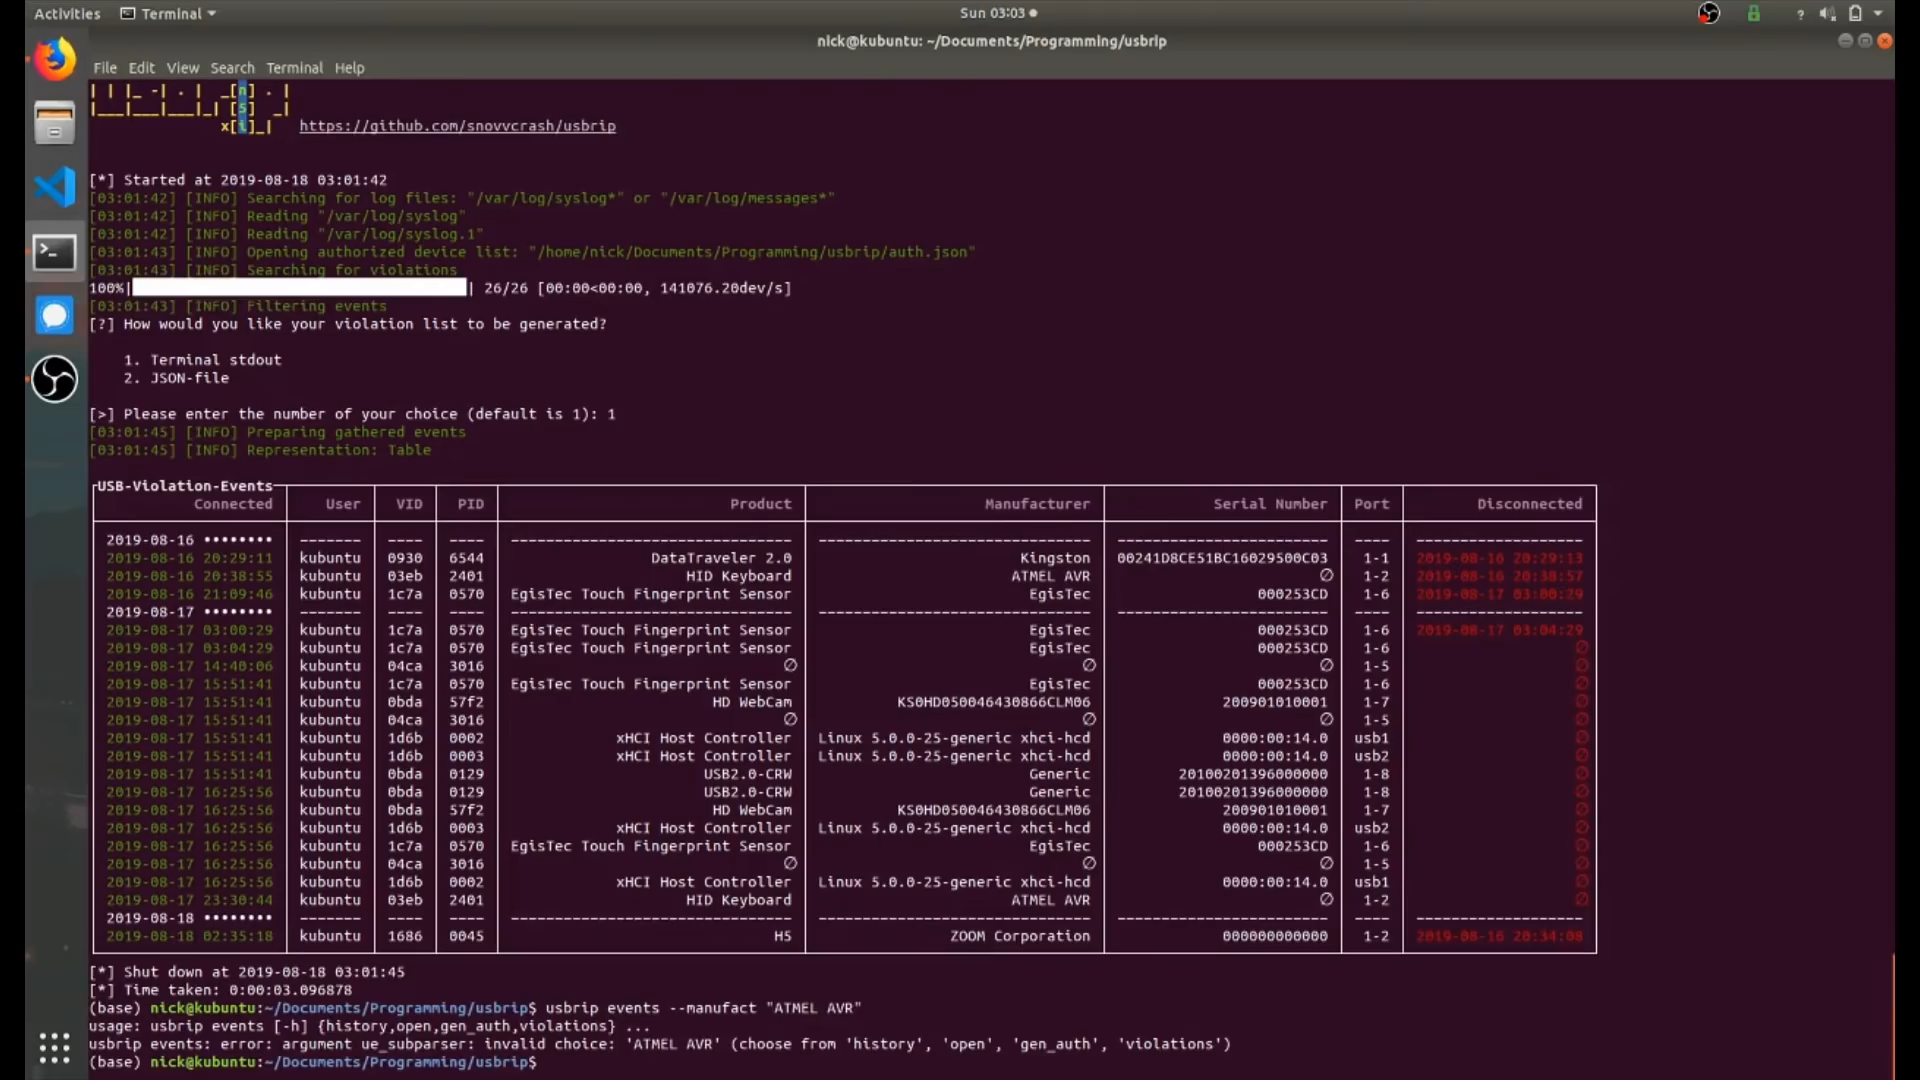 Activities Terminal Sun 03:03
nick@kubuntu: ~/Documents/Programming/usbrip
File Edit View Search Terminal Help
| | |_ -| . | _[n] . |
|___|___|___|_| [S] _|
x[i]_| https://github.com/snovvcrash/usbrip
[*] Started at 2019-08-18 03:01:42
[03:01:42] [INFO] Searching for log files: "/var/log/syslog*" or "/var/log/messages*"
[03:01:42] [INFO] Reading "/var/log/syslog"
[03:01:42] [INFO] Reading "/var/log/syslog.1"
[03:01:43] [INFO] Opening authorized device list: "/home/nick/Documents/Programming/usbrip/auth.json"
[03:01:43] [INFO] Searching for violations
100%| | 26/26 [00:00<00:00, 141076.20dev/s]
[03:01:43] [INFO] Filtering events
[?] How would you like your violation list to be generated?
1. Terminal stdout
2. JSON-file
[>] Please enter the number of your choice (default is 1): 1
[03:01:45] [INFO] Preparing gathered events
[03:01:45] [INFO] Representation: Table
USB-Violation-Events
Connected User VID PID Product Manufacturer Serial Number Port Disconnected
2019-08-16 •••••••• ------- ---- ---- -------------------------------- ------------------------------- ------------------------ ---- -------------------
2019-08-16 20:29:11 kubuntu 0930 6544 DataTraveler 2.0 Kingston 00241D8CE51BC16029500C03 1-1 2019-08-16 20:29:13
2019-08-16 20:38:55 kubuntu 03eb 2401 HID Keyboard ATMEL AVR ∅ 1-2 2019-08-16 20:38:57
2019-08-16 21:09:46 kubuntu 1c7a 0570 EgisTec Touch Fingerprint Sensor EgisTec 000253CD 1-6 2019-08-17 03:00:29
2019-08-17 •••••••• ------- ---- ---- -------------------------------- ------------------------------- ------------------------ ---- -------------------
2019-08-17 03:00:29 kubuntu 1c7a 0570 EgisTec Touch Fingerprint Sensor EgisTec 000253CD 1-6 2019-08-17 03:04:29
2019-08-17 03:04:29 kubuntu 1c7a 0570 EgisTec Touch Fingerprint Sensor EgisTec 000253CD 1-6 ∅
2019-08-17 14:40:06 kubuntu 04ca 3016 ∅ ∅ ∅ 1-5 ∅
2019-08-17 15:51:41 kubuntu 1c7a 0570 EgisTec Touch Fingerprint Sensor EgisTec 000253CD 1-6 ∅
2019-08-17 15:51:41 kubuntu 0bda 57f2 HD WebCam KS0HD050046430866CLM06 200901010001 1-7 ∅
2019-08-17 15:51:41 kubuntu 04ca 3016 ∅ ∅ ∅ 1-5 ∅
2019-08-17 15:51:41 kubuntu 1d6b 0002 xHCI Host Controller Linux 5.0.0-25-generic xhci-hcd 0000:00:14.0 usb1 ∅
2019-08-17 15:51:41 kubuntu 1d6b 0003 xHCI Host Controller Linux 5.0.0-25-generic xhci-hcd 0000:00:14.0 usb2 ∅
2019-08-17 15:51:41 kubuntu 0bda 0129 USB2.0-CRW Generic 20100201396000000 1-8 ∅
2019-08-17 16:25:56 kubuntu 0bda 0129 USB2.0-CRW Generic 20100201396000000 1-8 ∅
2019-08-17 16:25:56 kubuntu 0bda 57f2 HD WebCam KS0HD050046430866CLM06 200901010001 1-7 ∅
2019-08-17 16:25:56 kubuntu 1d6b 0003 xHCI Host Controller Linux 5.0.0-25-generic xhci-hcd 0000:00:14.0 usb2 ∅
2019-08-17 16:25:56 kubuntu 1c7a 0570 EgisTec Touch Fingerprint Sensor EgisTec 000253CD 1-6 ∅
2019-08-17 16:25:56 kubuntu 04ca 3016 ∅ ∅ ∅ 1-5 ∅
2019-08-17 16:25:56 kubuntu 1d6b 0002 xHCI Host Controller Linux 5.0.0-25-generic xhci-hcd 0000:00:14.0 usb1 ∅
2019-08-17 23:30:44 kubuntu 03eb 2401 HID Keyboard ATMEL AVR ∅ 1-2 ∅
2019-08-18 •••••••• ------- ---- ---- -------------------------------- ------------------------------- ------------------------ ---- -------------------
2019-08-18 02:35:18 kubuntu 1686 0045 H5 ZOOM Corporation 000000000000 1-2 2019-08-16 20:34:08
[*] Shut down at 2019-08-18 03:01:45
[*] Time taken: 0:00:03.096878
(base) nick@kubuntu:~/Documents/Programming/usbrip$ usbrip events --manufact "ATMEL AVR"
usage: usbrip events [-h] {history,open,gen_auth,violations} ...
usbrip events: error: argument ue_subparser: invalid choice: 'ATMEL AVR' (choose from 'history', 'open', 'gen_auth', 'violations')
(base) nick@kubuntu:~/Documents/Programming/usbrip$